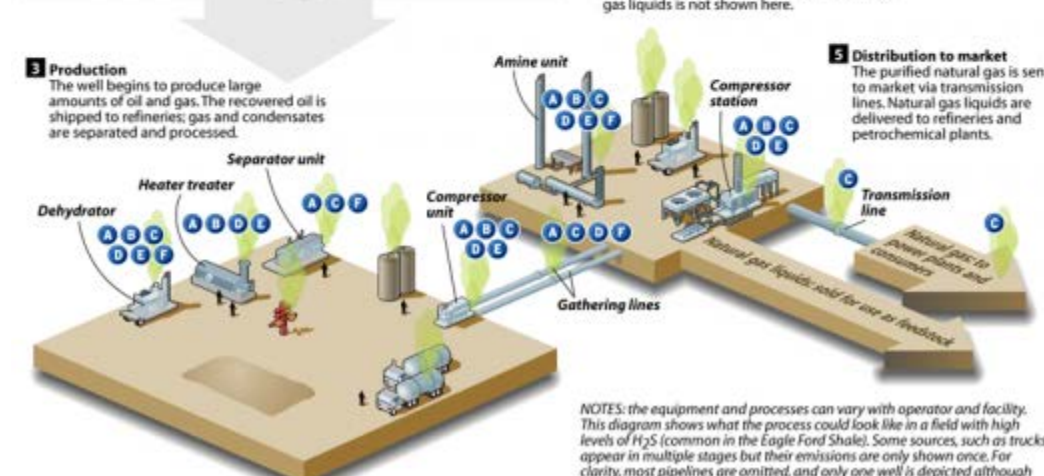 gas liquids is not shown here.
3 Production
The well begins to produce large
amounts of oil and gas. The recovered oil is
shipped to refineries; gas and condensates
are separated and processed.
5 Distribution to market
The purified natural gas is sen
to market via transmission
lines. Natural gas liquids are
delivered to refineries and
petrochemical plants.
Amine unit
A B C
D E F
Compressor
station
A B C
D E
Separator unit
A C F
Heater treater
A B D E
Dehydrator
A B C
D E F
Compressor
unit
A B C
D E
A C D F
Gathering lines
C
Transmission
line
C
Natural gas: to
power plants and
consumers
Natural gas liquids: sold for use as feedstock
NOTES: the equipment and processes can vary with operator and facility.
This diagram shows what the process could look like in a field with high
levels of H2S (common in the Eagle Ford Shale). Some sources, such as trucks
appear in multiple stages but their emissions are only shown once. For
clarity, most pipelines are omitted, and only one well is depicted although